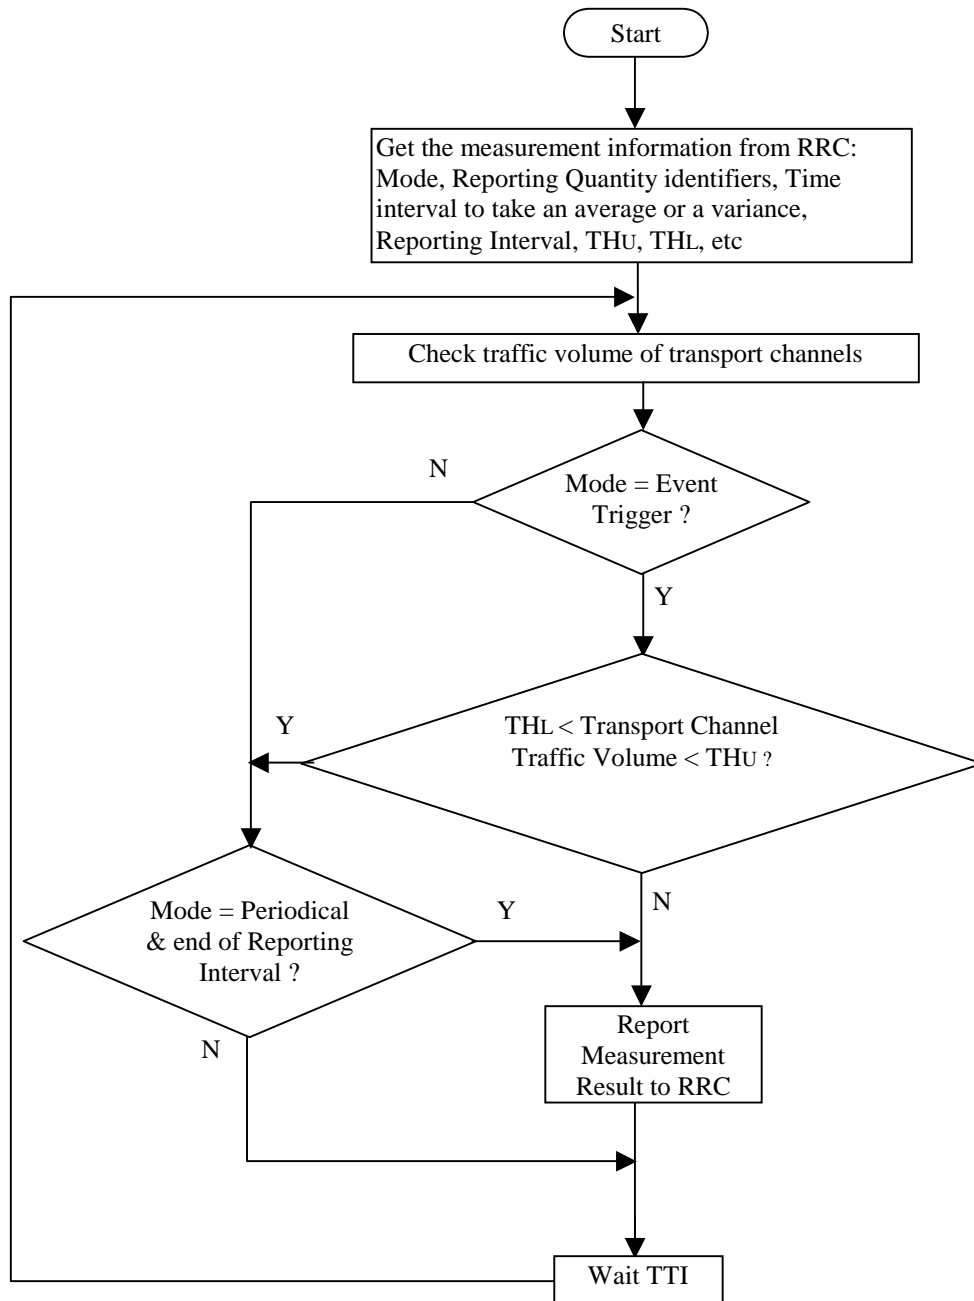 Start
Get the measurement information from RRC:
Mode, Reporting Quantity identifiers, Time
interval to take an average or a variance,
Reporting Interval, THU, THL, etc
Check traffic volume of transport channels
N
Mode = Event
Trigger ?
Y
Y
THL < Transport Channel
Traffic Volume < THU ?
N
Mode = Periodical
& end of Reporting
Interval ?
Y
N
Report
Measurement
Result to RRC
Wait TTI